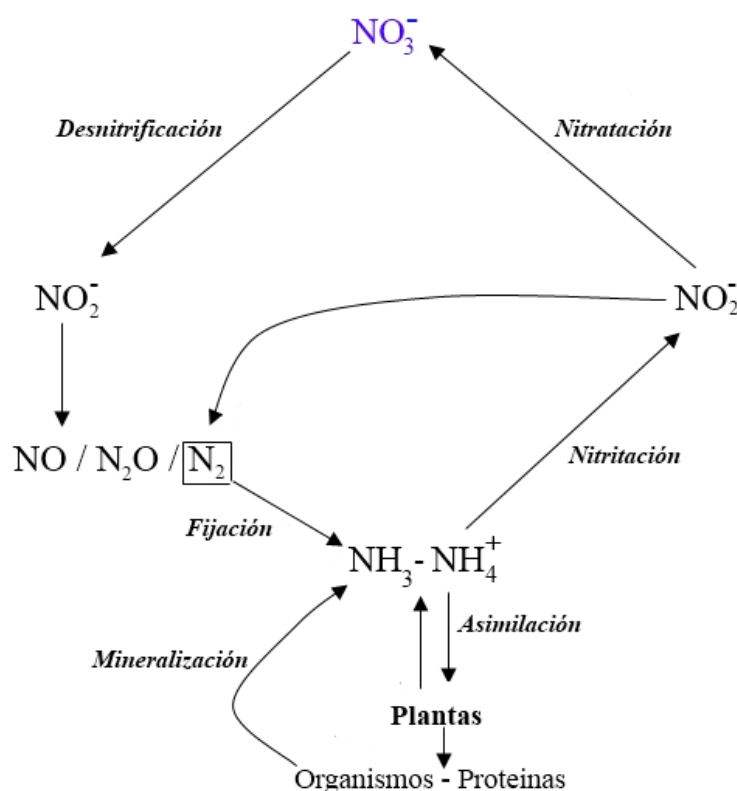 NO₃⁻
Desnitrificación
Nitratación
NO₂⁻
NO₂⁻
NO / N₂O / N₂
Nitritación
Fijación
NH₃- NH₄⁺
Asimilación
Mineralización
Plantas
Organismos - Proteinas